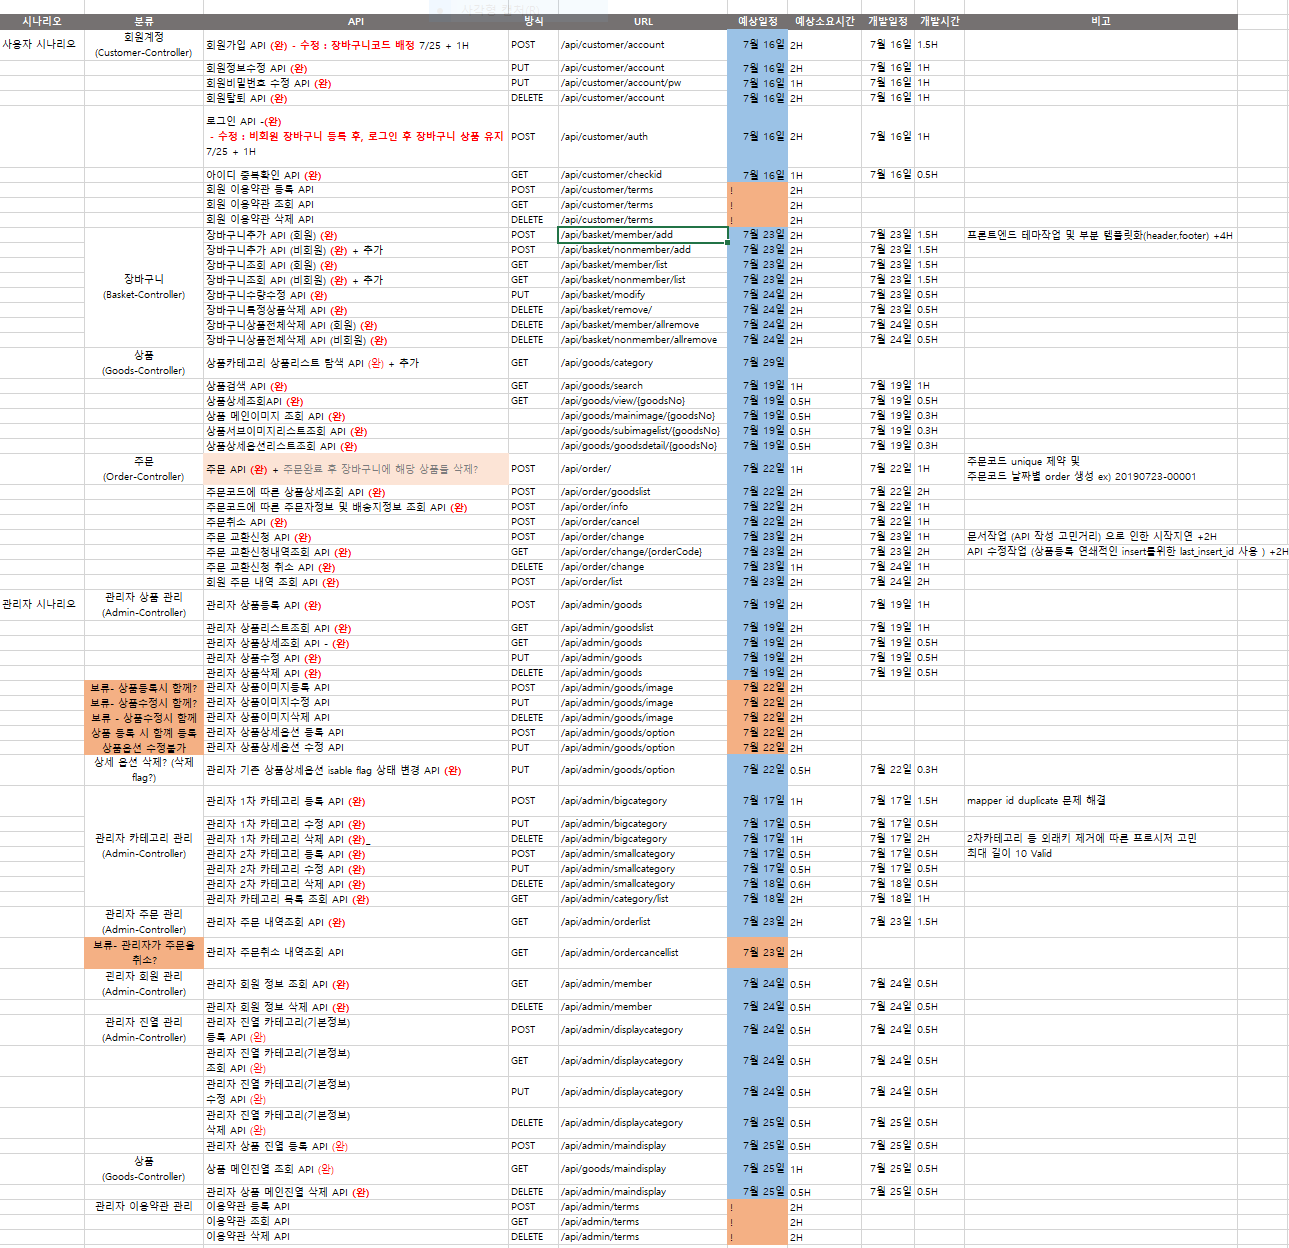 시나리오 분류 API 방식 URL 예상일정 예상소요시간 개발일정 개발시간 비고
사용자 시나리오 회원계정
(Customer-Controller) 회원가입 API (완) - 수정 : 장바구니코드 배정 7/25 + 1H POST /api/customer/account 7월 16일 2H 7월 16일 1.5H
회원정보수정 API (완) PUT /api/customer/account 7월 16일 2H 7월 16일 1H
회원비밀번호 수정 API (완) PUT /api/customer/account/pw 7월 16일 1H 7월 16일 1H
회원탈퇴 API (완) DELETE /api/customer/account 7월 16일 2H 7월 16일 1H
로그인 API -(완)
- 수정 : 비회원 장바구니 등록 후, 로그인 후 장바구니 상품 유지 POST /api/customer/auth 7월 16일 2H 7월 16일 1H
7/25 + 1H
아이디 중복확인 API (완) GET /api/customer/checkid 7월 16일 1H 7월 16일 0.5H
회원 이용약관 등록 API POST /api/customer/terms ! 2H
회원 이용약관 조회 API GET /api/customer/terms ! 2H
회원 이용약관 삭제 API DELETE /api/customer/terms ! 2H
장바구니추가 API (회원) (완) POST /api/basket/member/add 7월 23일 2H 7월 23일 1.5H 프론트엔드 테마작업 및 부분 템플릿화(header,footer) +4H
장바구니추가 API (비회원) (완) + 추가 POST /api/basket/nonmember/add 7월 23일 2H 7월 23일 1.5H
장바구니조회 API (회원) (완) GET /api/basket/member/list 7월 23일 2H 7월 23일 1.5H
장바구니 장바구니조회 API (비회원) (완) + 추가 GET /api/basket/nonmember/list 7월 23일 2H 7월 23일 1.5H
(Basket-Controller) 장바구니수량수정 API (완) PUT /api/basket/modify 7월 24일 2H 7월 23일 0.5H
장바구니특정상품삭제 API (완) DELETE /api/basket/remove/ 7월 24일 2H 7월 23일 0.5H
장바구니상품전체삭제 API (회원) (완) DELETE /api/basket/member/allremove 7월 24일 2H 7월 24일 0.5H
장바구니상품전체삭제 API (비회원) (완) DELETE /api/basket/nonmember/allremove 7월 24일 2H 7월 24일 0.5H
상품
(Goods-Controller) 상품카테고리 상품리스트 탐색 API (완) + 추가 GET /api/goods/category 7월 29일
상품검색 API (완) GET /api/goods/search 7월 19일 1H 7월 19일 1H
상품상세조회API (완) GET /api/goods/view/{goodsNo} 7월 19일 0.5H 7월 19일 0.5H
상품 메인이미지 조회 API (완) /api/goods/mainimage/{goodsNo} 7월 19일 0.5H 7월 19일 0.3H
상품서브이미지리스트조회 API (완) /api/goods/subimagelist/{goodsNo} 7월 19일 0.5H 7월 19일 0.3H
상품상세옵션리스트조회 API (완) /api/goods/goodsdetail/{goodsNo} 7월 19일 0.5H 7월 19일 0.3H
주문
(Order-Controller) 주문 API (완) + 주문완료 후 장바구니에 해당 상품들 삭제? POST /api/order/ 7월 22일 1H 7월 22일 1H 주문코드 unique 제약 및
주문코드 날짜별 order 생성 ex) 20190723-00001
주문코드에 따른 상품상세조회 API (완) POST /api/order/goodslist 7월 22일 2H 7월 22일 2H
주문코드에 따른 주문자정보 및 배송지정보 조회 API (완) POST /api/order/info 7월 22일 2H 7월 22일 1H
주문취소 API (완) POST /api/order/cancel 7월 22일 2H 7월 22일 1H
주문 교환신청 API (완) POST /api/order/change 7월 23일 2H 7월 23일 1H 문서작업 (API 작성 고민거리) 으로 인한 시작지연 +2H
주문 교환신청내역조회 API (완) GET /api/order/change/{orderCode} 7월 23일 2H 7월 23일 2H API 수정작업 (상품등록 연쇄적인 insert를위한 last_insert_id 사용 ) +2H
주문 교환신청 취소 API (완) DELETE /api/order/change 7월 23일 1H 7월 24일 1H
회원 주문 내역 조회 API (완) POST /api/order/list 7월 23일 2H 7월 24일 2H
관리자 시나리오 관리자 상품 관리
(Admin-Controller) 관리자 상품등록 API (완) POST /api/admin/goods 7월 19일 2H 7월 19일 1H
관리자 상품리스트조회 API (완) GET /api/admin/goodslist 7월 19일 2H 7월 19일 1H
관리자 상품상세조회 API - (완) GET /api/admin/goods 7월 19일 2H 7월 19일 0.5H
관리자 상품수정 API (완) PUT /api/admin/goods 7월 19일 2H 7월 19일 0.5H
관리자 상품삭제 API (완) DELETE /api/admin/goods 7월 19일 2H 7월 19일 0.5H
보류- 상품등록시 함께? 관리자 상품이미지등록 API POST /api/admin/goods/image 7월 22일 2H
보류- 상품수정시 함께? 관리자 상품이미지수정 API PUT /api/admin/goods/image 7월 22일 2H
보류 - 상품수정시 함께 관리자 상품이미지삭제 API DELETE /api/admin/goods/image 7월 22일 2H
상품 등록 시 함께 등록 관리자 상품상세옵션 등록 API POST /api/admin/goods/option 7월 22일 2H
상품옵션 수정불가 관리자 상품상세옵션 수정 API PUT /api/admin/goods/option 7월 22일 2H
상세 옵션 삭제? (삭제
flag?) 관리자 기존 상품상세옵션 isable flag 상태 변경 API (완) PUT /api/admin/goods/option 7월 22일 0.5H 7월 22일 0.3H
관리자 1차 카테고리 등록 API (완) POST /api/admin/bigcategory 7월 17일 1H 7월 17일 1.5H mapper id duplicate 문제 해결
관리자 1차 카테고리 수정 API (완) PUT /api/admin/bigcategory 7월 17일 0.5H 7월 17일 0.5H
관리자 카테고리 관리 관리자 1차 카테고리 삭제 API (완)_ DELETE /api/admin/bigcategory 7월 17일 1H 7월 17일 2H 2차카테고리 등 외래키 제거에 따른 프로시저 고민
(Admin-Controller) 관리자 2차 카테고리 등록 API (완) POST /api/admin/smallcategory 7월 17일 0.5H 7월 17일 0.5H 최대 길이 10 Valid
관리자 2차 카테고리 수정 API (완) PUT /api/admin/smallcategory 7월 17일 0.5H 7월 17일 0.5H
관리자 2차 카테고리 삭제 API (완) DELETE /api/admin/smallcategory 7월 18일 0.6H 7월 18일 0.5H
관리자 카테고리 목록 조회 API (완) GET /api/admin/category/list 7월 18일 2H 7월 18일 1H
관리자 주문 관리
(Admin-Controller) 관리자 주문 내역조회 API (완) GET /api/admin/orderlist 7월 23일 2H 7월 23일 1.5H
보류- 관리자가 주문을
취소? 관리자 주문취소 내역조회 API GET /api/admin/ordercancellist 7월 23일 2H
관리자 회원 관리
(Admin-Controller) 관리자 회원 정보 조회 API (완) GET /api/admin/member 7월 24일 0.5H 7월 24일 0.5H
관리자 회원 정보 삭제 API (완) DELETE /api/admin/member 7월 24일 0.5H 7월 24일 0.5H
관리자 진열 관리 관리자 진열 카테고리(기본정보)
(Admin-Controller) 등록 API (완) POST /api/admin/displaycategory 7월 24일 0.5H 7월 24일 0.5H
관리자 진열 카테고리(기본정보)
조회 API (완) GET /api/admin/displaycategory 7월 24일 0.5H 7월 24일 0.5H
관리자 진열 카테고리(기본정보)
수정 API (완) PUT /api/admin/displaycategory 7월 24일 0.5H 7월 24일 0.5H
관리자 진열 카테고리(기본정보)
삭제 API (완) DELETE /api/admin/displaycategory 7월 25일 0.5H 7월 25일 0.5H
관리자 상품 진열 등록 API (완) POST /api/admin/maindisplay 7월 25일 0.5H 7월 25일 0.5H
상품
(Goods-Controller) 상품 메인진열 조회 API (완) GET /api/goods/maindisplay 7월 25일 1H 7월 25일 0.5H
관리자 상품 메인진열 삭제 API (완) DELETE /api/admin/maindisplay 7월 25일 0.5H 7월 25일 0.5H
관리자 이용약관 관리 이용약관 등록 API POST /api/admin/terms ! 2H
이용약관 조회 API GET /api/admin/terms ! 2H
이용약관 삭제 API DELETE /api/admin/terms ! 2H